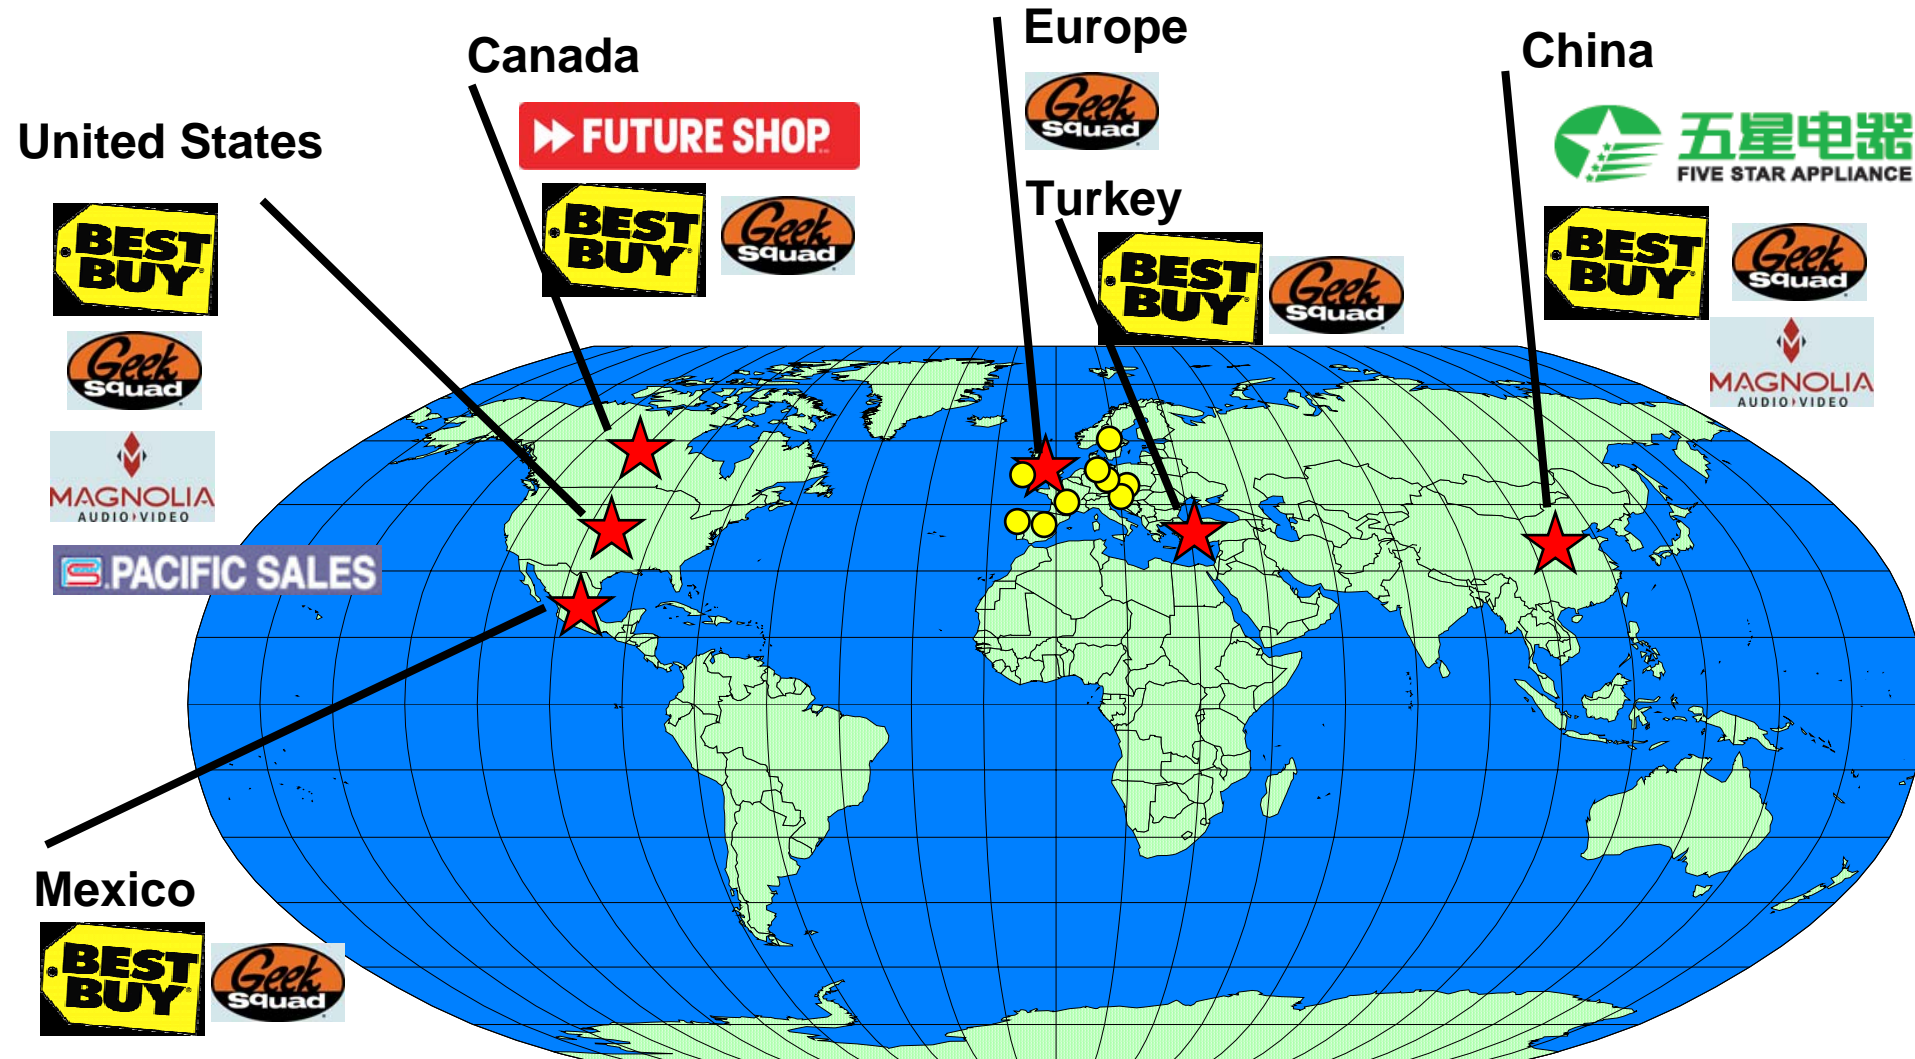 Europe
Canada
China
Geek
Squad
FUTURE SHOP
五星电器
FIVE STAR APPLIANCE
United States
Turkey
BEST
BUY
Geek
Squad
BEST
BUY
Geek
Squad
BEST
BUY
Geek
Squad
BEST
BUY
Geek
Squad
MAGNOLIA
AUDIO VIDEO
Geek
Squad
MAGNOLIA
AUDIO VIDEO
PACIFIC SALES
Mexico
BEST
BUY
Geek
Squad